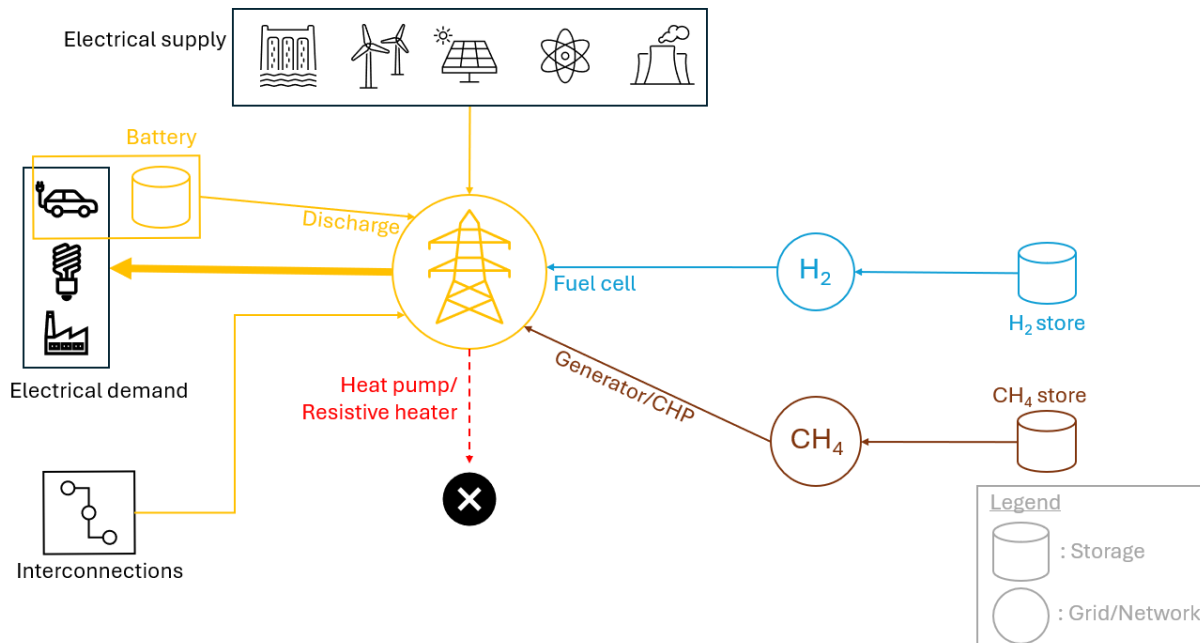 Electrical supply
Battery
Discharge
H₂
Fuel cell
H₂ store
Generator/CHP
Heat pump/
Resistive heater
Electrical demand
CH₄ store
CH₄
Interconnections
Legend
: Storage
: Grid/Network